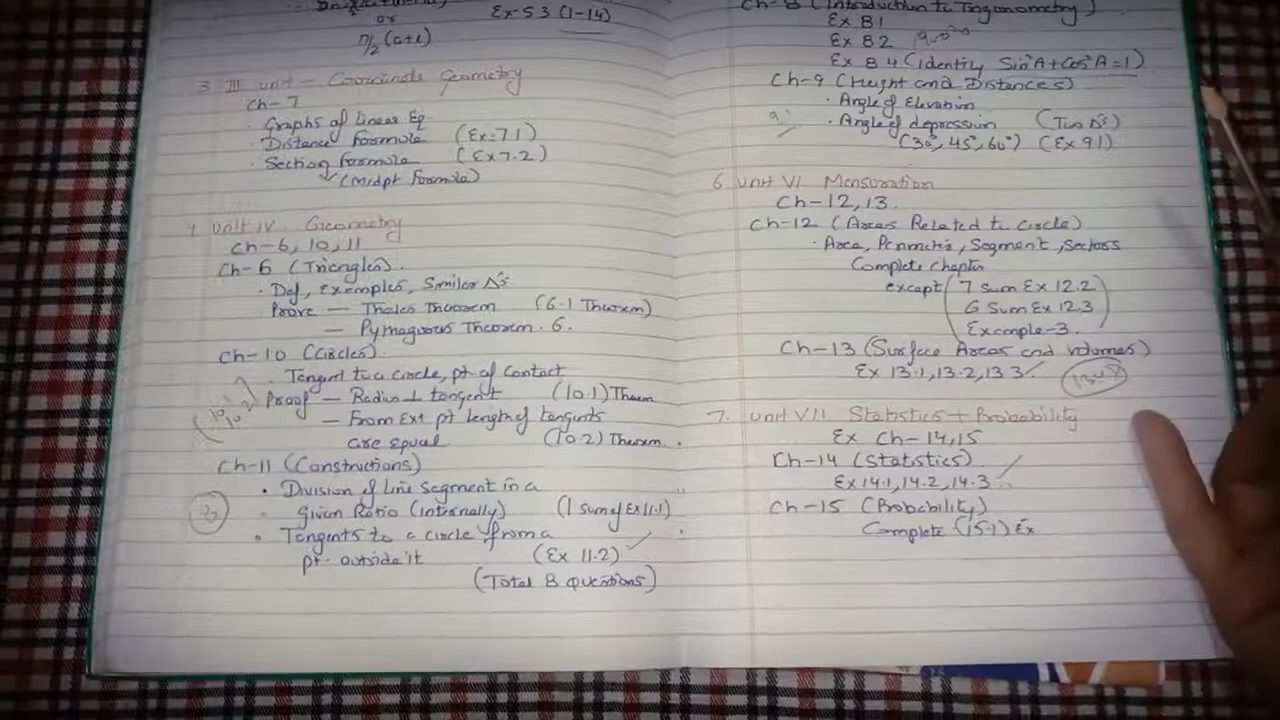 or
Ex-5.3 (1-14)
n/2 (a+l)
3 III unit - Coordinate Geometry
Ch-7
· Graphs of Linear Eq
· Distance Formula (Ex:7.1)
· Section Formula (Ex 7.2)
(Midpt Formula)
4 Unit IV. Geometry
Ch-6, 10, 11
Ch-6 (Triangles).
· Def, Examples, Similar Δ's
Prove — Thales Theorem (6.1 Theorem)
— Pymagurous Theorem. 6.
Ch-10 (Circles).
· Tangent to a circle, pt of contact
Proof — Radius ⊥ tangent (10.1) Theum
— From Ext pt length of tangents
are equal (10.2) Theorem.
(10.1
10.2)
Ch-11 (Constructions)
• Division of Line Segment in a
Given Ratio (Internally) (1 Sum of Ex 11.1)
• Tangents to a circle from a
pt. outside it (Ex 11.2)
(Total 8 Questions)
Ch-8 (Introduction to Trigonometry)
Ex 8.1
Ex 8.2
Ex 8.4 (Identity Sin²A+Cos²A=1)
Ch-9 (Height and Distances)
· Angle of Elevation
· Angle of depression (Two Δ's)
(30°, 45°, 60°) (Ex 9.1)
6 Unit VI Mensuration
Ch-12, 13.
Ch-12 (Areas Related to Circle)
· Area, Perimeter, Segment, Sectors
Complete chapter
except (7 Sum Ex 12.2
6 Sum Ex 12.3
Example-3.)
Ch-13 (Surface Areas and Volumes)
Ex 13.1, 13.2, 13.3
7. Unit VII Statistics + Probability
Ex Ch-14, 15
Ch-14 (Statistics)
Ex 14.1, 14.2, 14.3
Ch-15 (Probability)
Complete (15.1) Ex